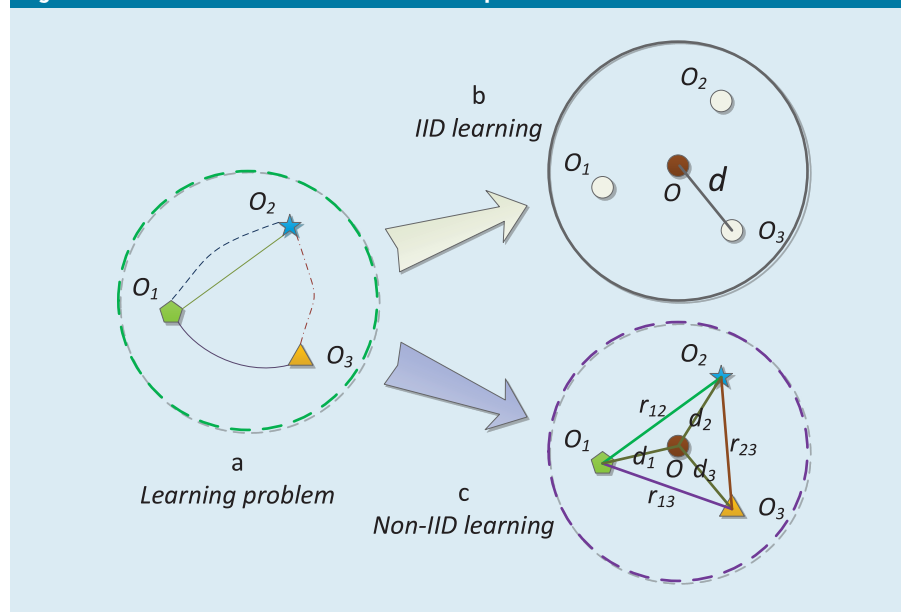 b
IID learning
O2
O1
O
d
O3
O2
O1
O3
a
Learning problem
c
Non-IID learning
O2
r12
d2
O1
r23
d1
O
d3
r13
O3